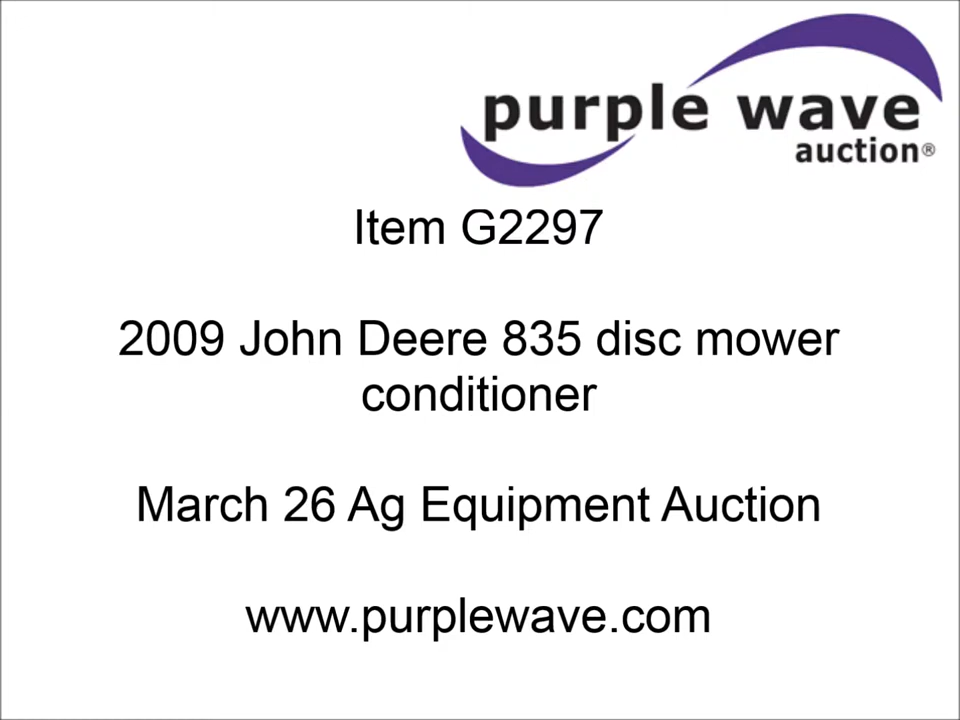 purple wave
auction®
Item G2297
2009 John Deere 835 disc mower
conditioner
March 26 Ag Equipment Auction
www.purplewave.com